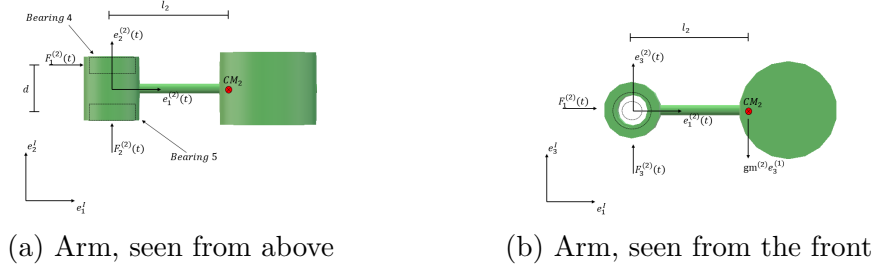 l₂
Bearing 4
e₂⁽²⁾(t)
F₁⁽²⁾(t)
d
CM₂
e₁⁽²⁾(t)
F₂⁽²⁾(t)
Bearing 5
e₂ᴵ
e₁ᴵ
(a) Arm, seen from above
l₂
e₃⁽²⁾(t)
F₁⁽²⁾(t)
CM₂
e₁⁽²⁾(t)
F₃⁽²⁾(t)
gm⁽²⁾e₃⁽¹⁾
e₃ᴵ
e₁ᴵ
(b) Arm, seen from the front